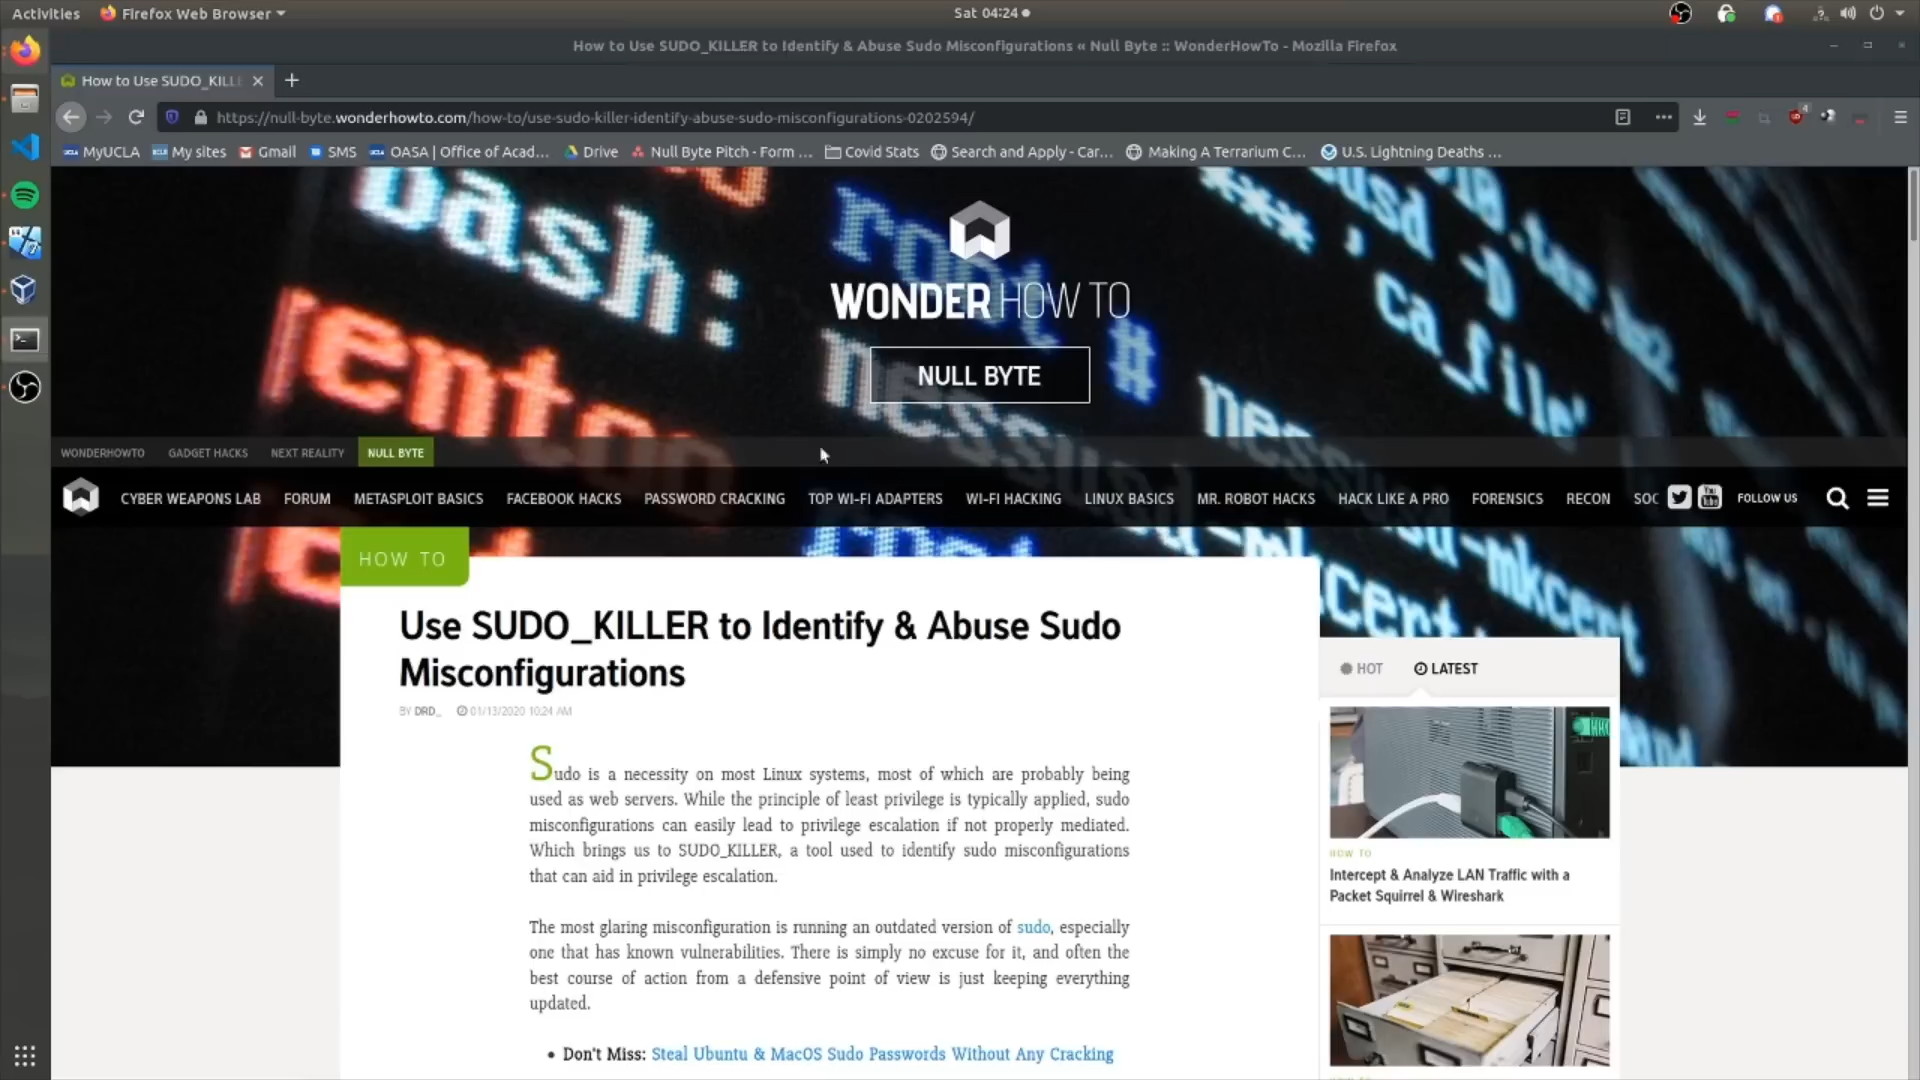 Activities
Firefox Web Browser
Sat 04:24
How to Use SUDO_KILLER to Identify & Abuse Sudo Misconfigurations « Null Byte :: WonderHowTo - Mozilla Firefox
How to Use SUDO_KILLE
https://null-byte.wonderhowto.com/how-to/use-sudo-killer-identify-abuse-sudo-misconfigurations-0202594/
4
MyUCLA
My sites
Gmail
SMS
OASA | Office of Acad...
Drive
Null Byte Pitch - Form ...
Covid Stats
Search and Apply - Car...
Making A Terrarium C...
U.S. Lightning Deaths ...
bash:
root
#
ca_file'
WONDER HOW TO
NULL BYTE
WONDERHOWTO
GADGET HACKS
NEXT REALITY
NULL BYTE
CYBER WEAPONS LAB
FORUM
METASPLOIT BASICS
FACEBOOK HACKS
PASSWORD CRACKING
TOP WI-FI ADAPTERS
WI-FI HACKING
LINUX BASICS
MR. ROBOT HACKS
HACK LIKE A PRO
FORENSICS
RECON
SOC
FOLLOW US
HOW TO
Use SUDO_KILLER to Identify & Abuse Sudo
Misconfigurations
BY DRD_ 01/13/2020 10:24 AM
Sudo is a necessity on most Linux systems, most of which are probably being
used as web servers. While the principle of least privilege is typically applied, sudo
misconfigurations can easily lead to privilege escalation if not properly mediated.
Which brings us to SUDO_KILLER, a tool used to identify sudo misconfigurations
that can aid in privilege escalation.
The most glaring misconfiguration is running an outdated version of sudo, especially
one that has known vulnerabilities. There is simply no excuse for it, and often the
best course of action from a defensive point of view is just keeping everything
updated.
• Don't Miss: Steal Ubuntu & MacOS Sudo Passwords Without Any Cracking
HOT
LATEST
HOW TO
Intercept & Analyze LAN Traffic with a
Packet Squirrel & Wireshark